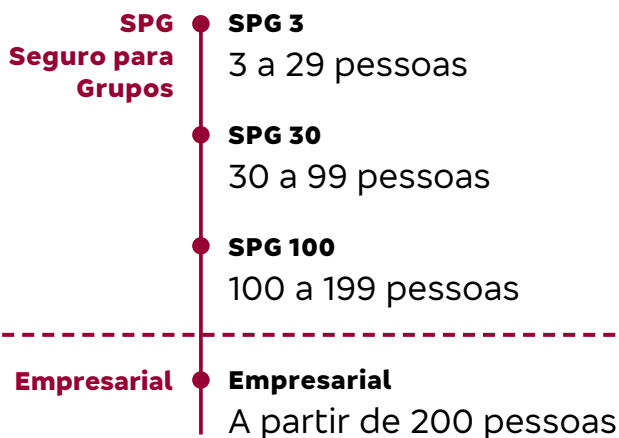 SPG
Seguro para
Grupos
SPG 3
3 a 29 pessoas
SPG 30
30 a 99 pessoas
SPG 100
100 a 199 pessoas
Empresarial
Empresarial
A partir de 200 pessoas